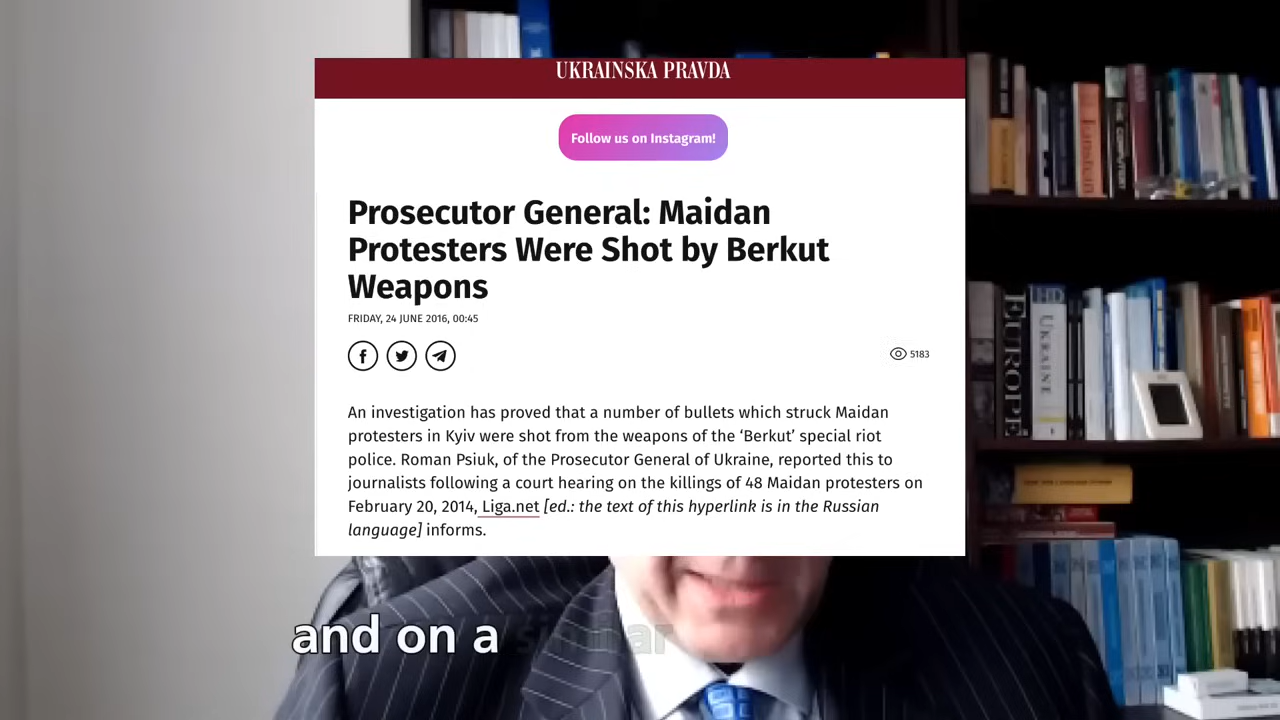 UKRAINSKA PRAVDA
Follow us on Instagram!
Prosecutor General: Maidan
Protesters Were Shot by Berkut
Weapons
FRIDAY, 24 JUNE 2016, 00:45
5183
An investigation has proved that a number of bullets which struck Maidan
protesters in Kyiv were shot from the weapons of the ‘Berkut’ special riot
police. Roman Psiuk, of the Prosecutor General of Ukraine, reported this to
journalists following a court hearing on the killings of 48 Maidan protesters on
February 20, 2014, Liga.net [ed.: the text of this hyperlink is in the Russian
language] informs.
EUROPE
UKRAINE
and on a similar